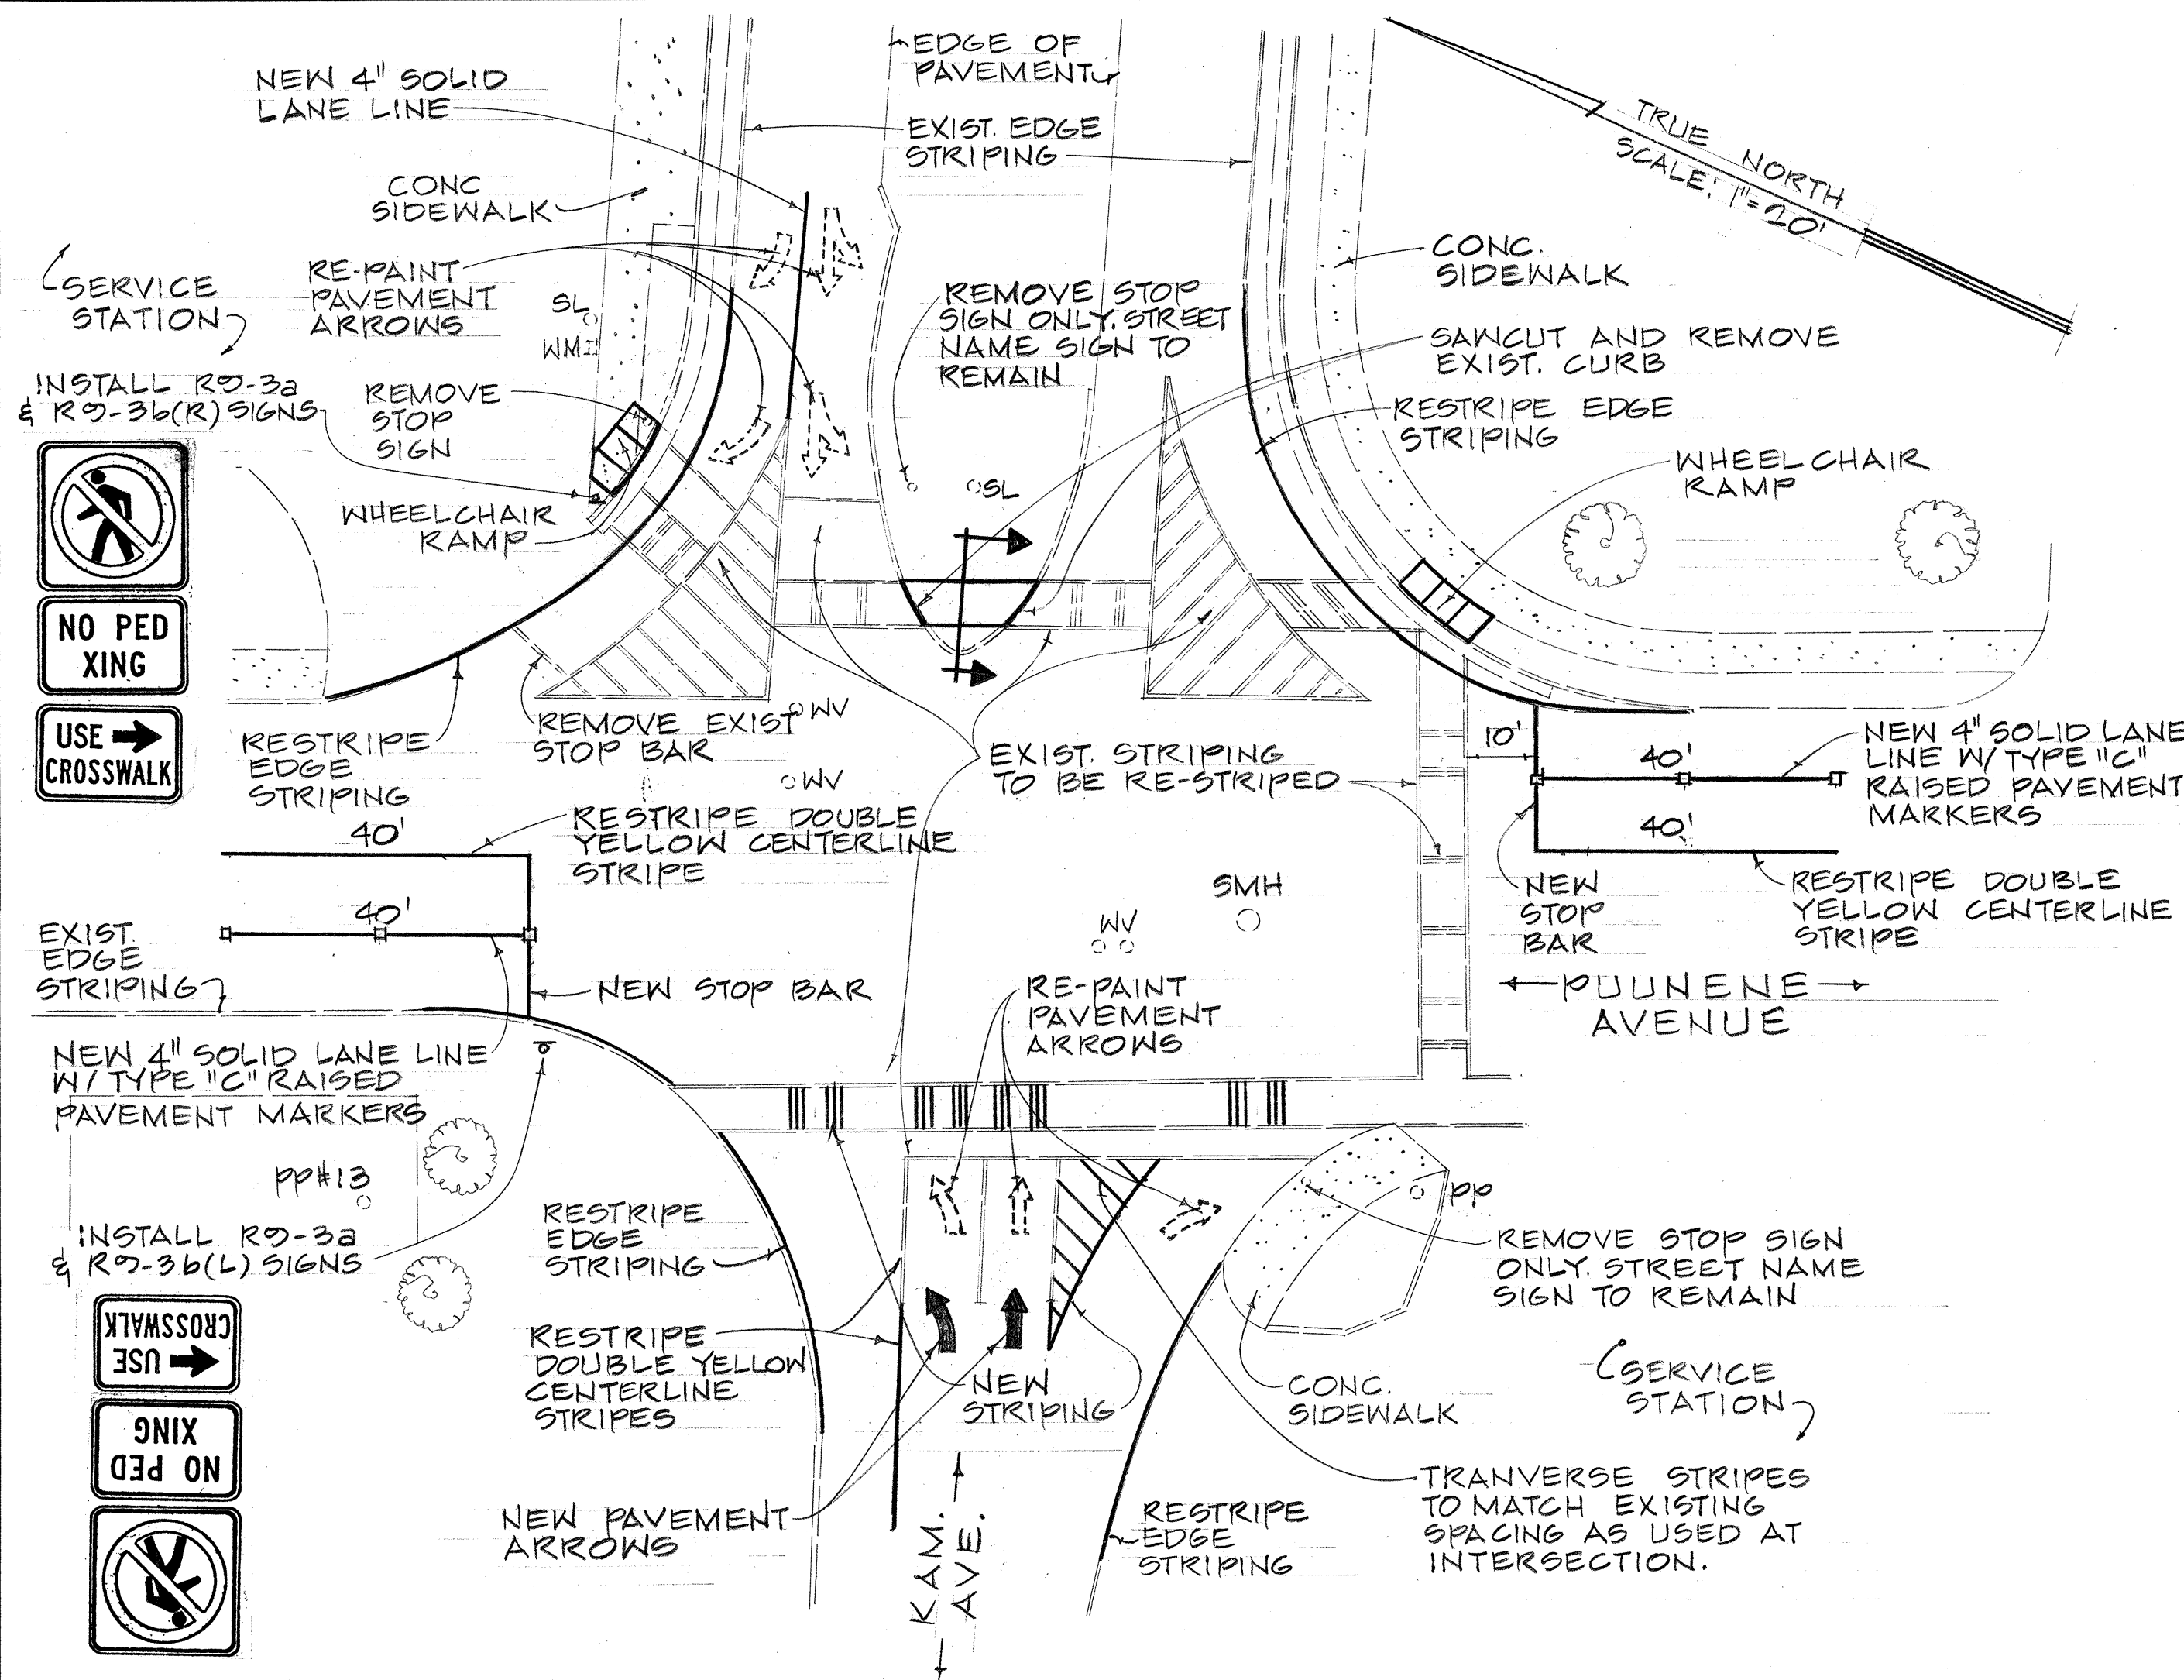 EDGE OF
PAVEMENT
NEW 4" SOLID
LANE LINE
EXIST. EDGE
STRIPING
TRUE NORTH
SCALE: 1"=20'
CONC
SIDEWALK
CONC.
SIDEWALK
SERVICE
STATION
RE-PAINT
PAVEMENT
ARROWS
SL
WM
REMOVE STOP
SIGN ONLY. STREET
NAME SIGN TO
REMAIN
SAWCUT AND REMOVE
EXIST. CURB
INSTALL R9-3a
& R9-3b(R) SIGNS
REMOVE
STOP
SIGN
RESTRIPE EDGE
STRIPING
WHEELCHAIR
RAMP
SL
WHEELCHAIR
RAMP
NO PED
XING
USE
CROSSWALK
RESTRIPE
EDGE
STRIPING
REMOVE EXIST
STOP BAR
WV
WV
EXIST. STRIPING
TO BE RE-STRIPED
10'
40'
40'
NEW 4" SOLID LANE
LINE W/ TYPE "C"
RAISED PAVEMENT
MARKERS
40'
RESTRIPE DOUBLE
YELLOW CENTERLINE
STRIPE
40'
SMH
WV
NEW
STOP
BAR
RESTRIPE DOUBLE
YELLOW CENTERLINE
STRIPE
EXIST.
EDGE
STRIPING
NEW STOP BAR
RE-PAINT
PAVEMENT
ARROWS
PUUNENE
AVENUE
NEW 4" SOLID LANE LINE
W/ TYPE "C" RAISED
PAVEMENT MARKERS
PP#13
PP
INSTALL R9-3a
& R9-3b(L) SIGNS
RESTRIPE
EDGE
STRIPING
REMOVE STOP SIGN
ONLY. STREET NAME
SIGN TO REMAIN
USE
CROSSWALK
NO PED
XING
RESTRIPE
DOUBLE YELLOW
CENTERLINE
STRIPES
NEW
STRIPING
CONC.
SIDEWALK
SERVICE
STATION
NEW PAVEMENT
ARROWS
KAM.
AVE.
RESTRIPE
EDGE
STRIPING
TRANVERSE STRIPES
TO MATCH EXISTING
SPACING AS USED AT
INTERSECTION.